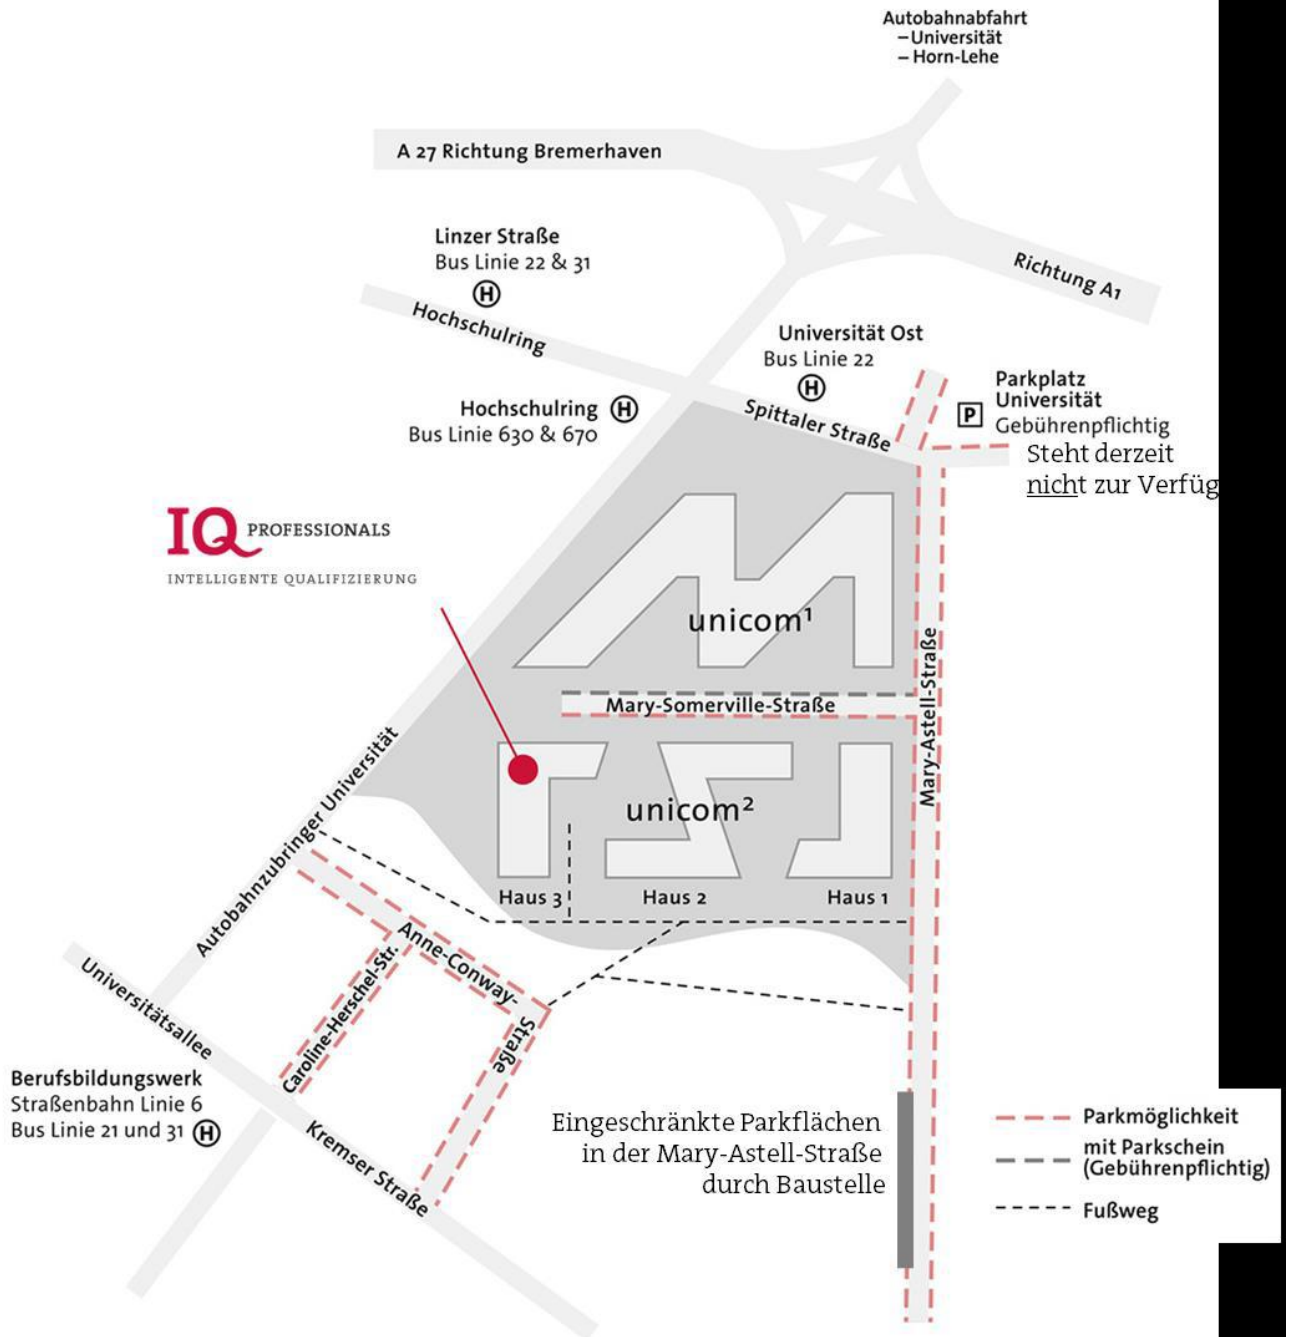 Autobahnabfahrt
– Universität
– Horn-Lehe
A 27 Richtung Bremerhaven
Richtung A1
Linzer Straße
Bus Linie 22 & 31
H
Hochschulring
Universität Ost
Bus Linie 22
H
Hochschulring H
Bus Linie 630 & 670
Spittaler Straße
P
Parkplatz
Universität
Gebührenpflichtig
Steht derzeit
nicht zur Verfüg
IQ PROFESSIONALS
INTELLIGENTE QUALIFIZIERUNG
unicom¹
Mary-Astell-Straße
Mary-Somerville-Straße
unicom²
Haus 3
Haus 2
Haus 1
Autobahnzubringer Universität
Anne-Conway-
Straße
Caroline-Herschel-Str.
Universitätsallee
Kremser Straße
Berufsbildungswerk
Straßenbahn Linie 6
Bus Linie 21 und 31 H
Eingeschränkte Parkflächen
in der Mary-Astell-Straße
durch Baustelle
Parkmöglichkeit
mit Parkschein
(Gebührenpflichtig)
Fußweg